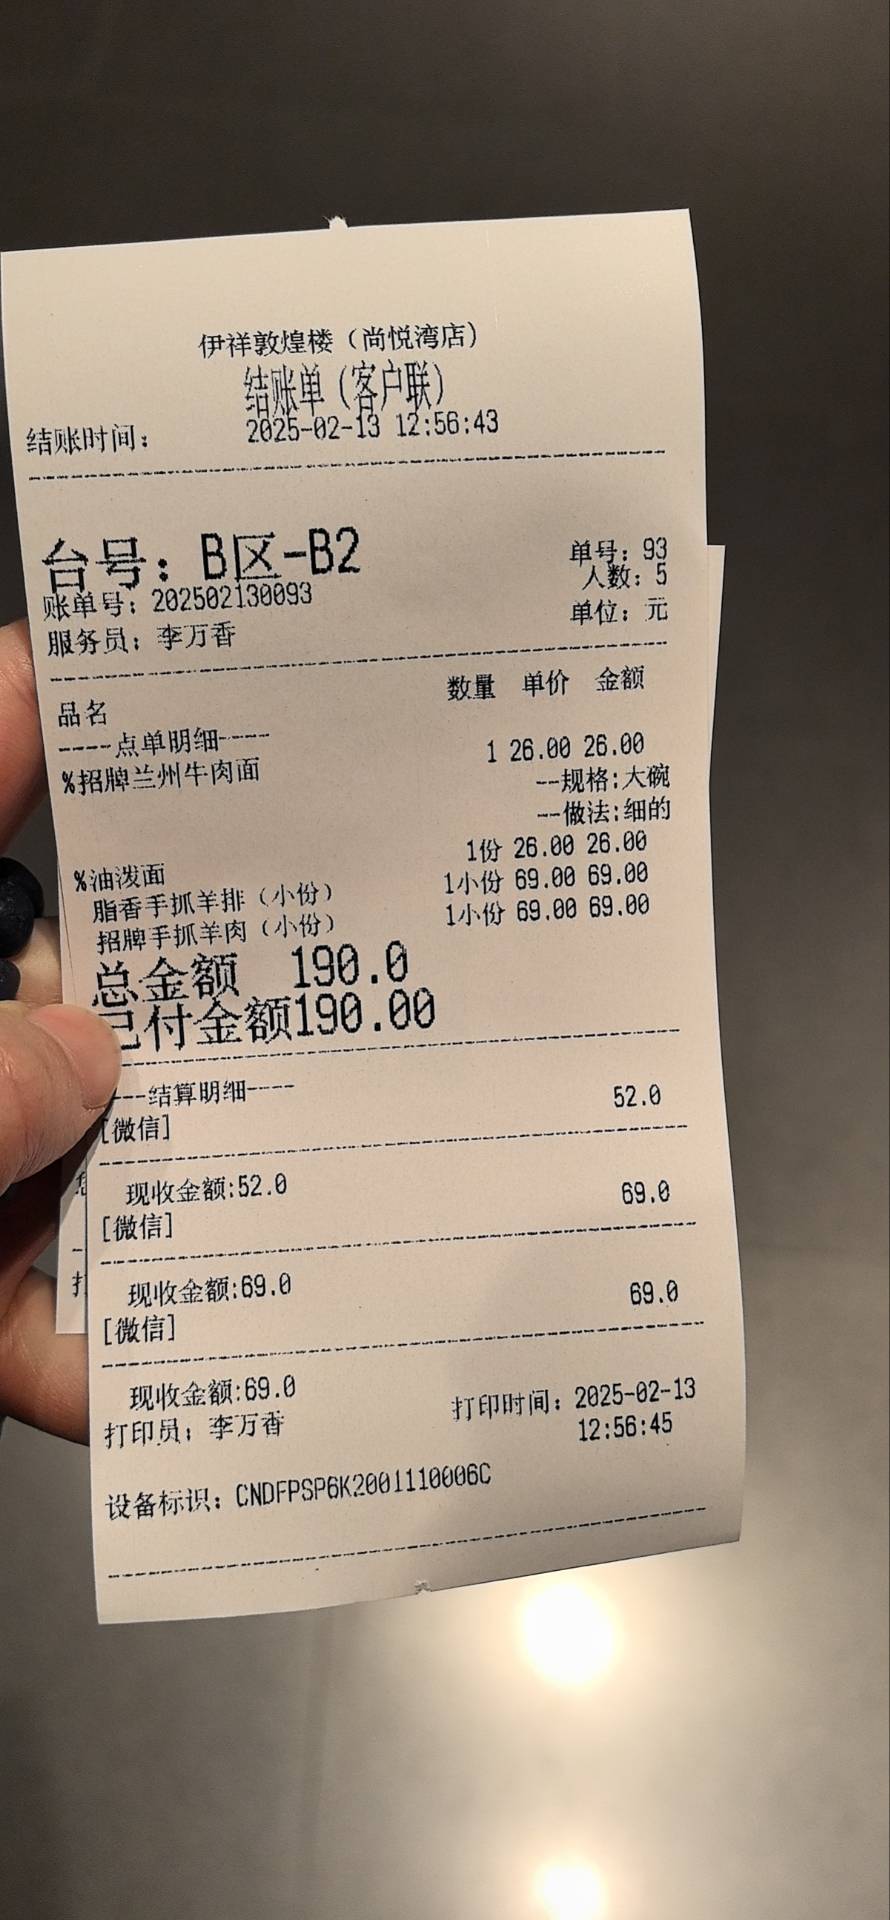 伊祥敦煌楼（尚悦湾店）
结账单（客户联）
结账时间： 2025-02-13 12:56:43
台号：B区-B2 单号：93
人数：5
账单号：202502130093 单位：元
服务员：李万香
品名 数量 单价 金额
----点单明细----
%招牌兰州牛肉面 1 26.00 26.00
--规格:大碗
--做法:细的
%油泼面 1份 26.00 26.00
脂香手抓羊排（小份） 1小份 69.00 69.00
招牌手抓羊肉（小份） 1小份 69.00 69.00
总金额 190.0
已付金额190.00
---结算明细----
[微信] 52.0
现收金额:52.0
[微信] 69.0
现收金额:69.0
[微信] 69.0
现收金额:69.0
打印员：李万香 打印时间：2025-02-13
12:56:45
设备标识：CNDFPSP6K2001110006C